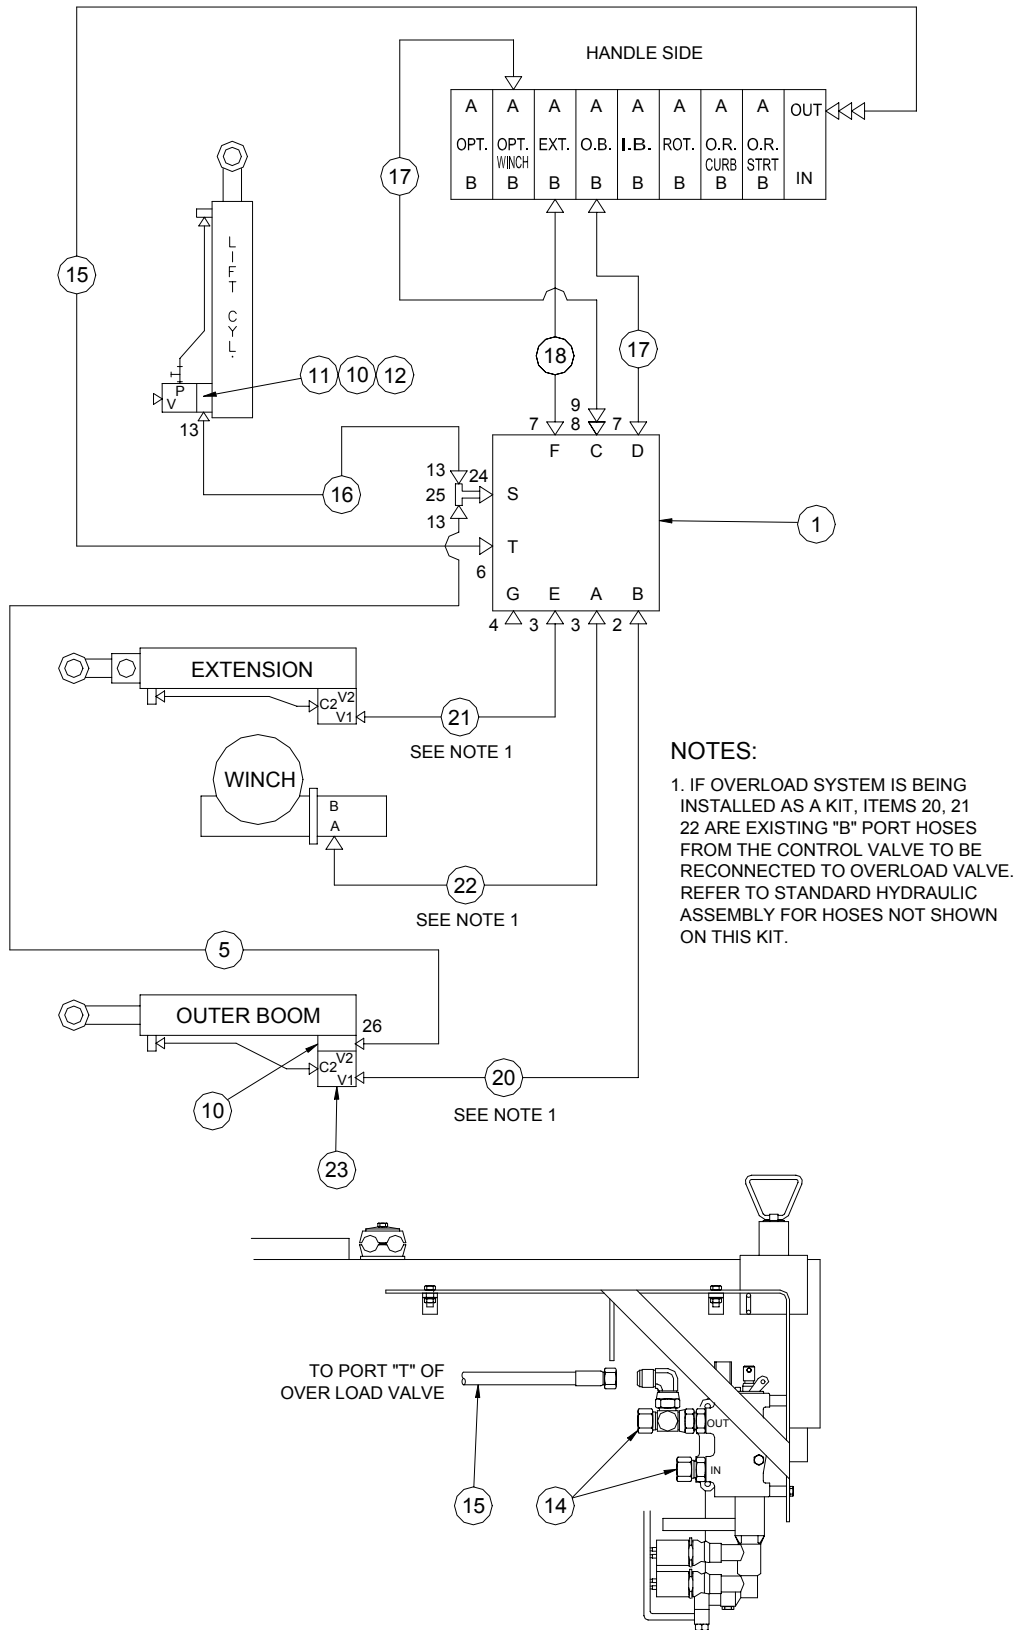 HANDLE SIDE
A A A A A A A A OUT
OPT. OPT. EXT. O.B. I.B. ROT. O.R. O.R.
WINCH CURB STRT
B B B B B B B B IN
17
LIFT CYL.
15
18
17
11 10 12
P
V
13
9
7 8 7
F C D
16
13 24
25 S
13
1
T
6
G E A B
4 3 3 2
EXTENSION
C2 V2
V1
21
SEE NOTE 1
WINCH
B
A
22
SEE NOTE 1
NOTES:
1. IF OVERLOAD SYSTEM IS BEING
INSTALLED AS A KIT, ITEMS 20, 21
22 ARE EXISTING "B" PORT HOSES
FROM THE CONTROL VALVE TO BE
RECONNECTED TO OVERLOAD VALVE.
REFER TO STANDARD HYDRAULIC
ASSEMBLY FOR HOSES NOT SHOWN
ON THIS KIT.
5
OUTER BOOM
26
C2 V2
V1
20
SEE NOTE 1
10
23
TO PORT "T" OF
OVER LOAD VALVE
OUT
IN
15
14